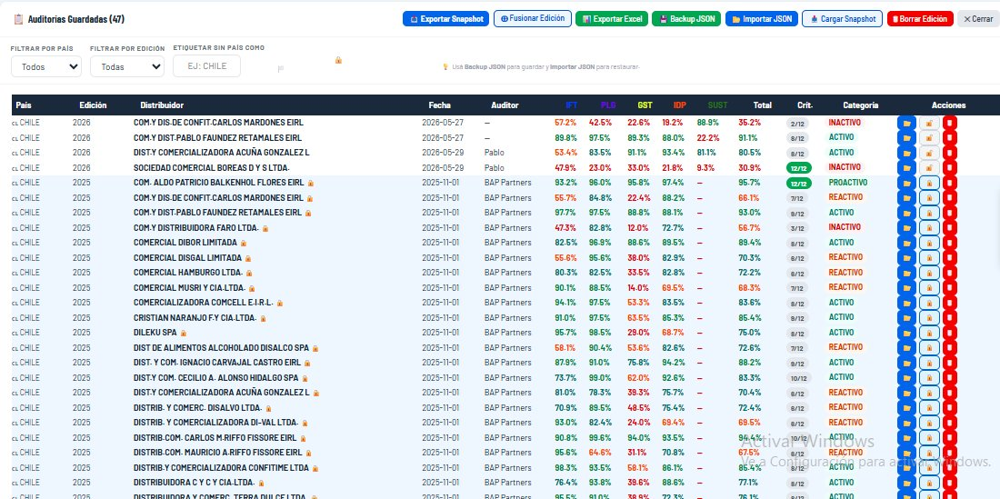 Auditorías Guardadas (47)
Exportar Snapshot
Fusionar Edición
Exportar Excel
Backup JSON
Importar JSON
Cargar Snapshot
Borrar Edición
× Cerrar
FILTRAR POR PAÍS
FILTRAR POR EDICIÓN
ETIQUETAR SIN PAÍS COMO
Todos
Todas
EJ: CHILE
Usá Backup JSON para guardar y Importar JSON para restaurar.
País Edición Distribuidor Fecha Auditor IFT PLG GST IDP SUST Total Crit. Categoría Acciones
CL CHILE 2026 COM.Y DIS.DE CONFIT.CARLOS MARDONES EIRL 2026-05-27 — 57.2% 42.5% 22.6% 19.2% 88.9% 35.2% 2/12 INACTIVO
CL CHILE 2026 COM.Y DIST.PABLO FAUNDEZ RETAMALES EIRL 2026-05-27 — 89.8% 97.5% 89.3% 88.0% 22.2% 91.1% 8/12 ACTIVO
CL CHILE 2026 DIST.Y COMERCIALIZADORA ACUÑA GONZALEZ L 2026-05-29 Pablo 53.4% 83.5% 91.1% 93.4% 81.1% 80.5% 8/12 ACTIVO
CL CHILE 2026 SOCIEDAD COMERCIAL BOREAS D Y S LTDA. 2026-05-29 Pablo 47.9% 23.0% 33.0% 21.8% 9.3% 30.9% 12/12 INACTIVO
CL CHILE 2025 COM. ALDO PATRICIO BALKENHOL FLORES EIRL 2025-11-01 BAP Partners 93.2% 96.0% 95.8% 97.4% — 95.7% 12/12 PROACTIVO
CL CHILE 2025 COM.Y DIS.DE CONFIT.CARLOS MARDONES EIRL 2025-11-01 BAP Partners 55.7% 84.8% 22.4% 88.2% — 66.1% 7/12 REACTIVO
CL CHILE 2025 COM.Y DIST.PABLO FAUNDEZ RETAMALES EIRL 2025-11-01 BAP Partners 97.7% 97.5% 88.8% 88.1% — 93.0% 8/12 ACTIVO
CL CHILE 2025 COM.Y DISTRIBUIDORA FARO LTDA. 2025-11-01 BAP Partners 47.3% 82.8% 12.0% 72.7% — 56.7% 3/12 INACTIVO
CL CHILE 2025 COMERCIAL DIBOR LIMITADA 2025-11-01 BAP Partners 82.5% 96.9% 88.6% 89.5% — 89.4% 8/12 ACTIVO
CL CHILE 2025 COMERCIAL DISGAL LIMITADA 2025-11-01 BAP Partners 55.6% 95.6% 38.0% 82.9% — 70.3% 8/12 REACTIVO
CL CHILE 2025 COMERCIAL HAMBURGO LTDA. 2025-11-01 BAP Partners 80.3% 82.5% 33.5% 82.8% — 72.2% 8/12 REACTIVO
CL CHILE 2025 COMERCIAL MUSRI Y CIA.LTDA. 2025-11-01 BAP Partners 90.1% 88.5% 14.0% 69.5% — 68.3% 7/12 REACTIVO
CL CHILE 2025 COMERCIALIZADORA COMCELL E.I.R.L. 2025-11-01 BAP Partners 94.1% 97.5% 53.3% 83.5% — 83.6% 8/12 ACTIVO
CL CHILE 2025 CRISTIAN NARANJO F.Y CIA.LTDA. 2025-11-01 BAP Partners 91.0% 97.5% 63.5% 85.3% — 85.4% 9/12 ACTIVO
CL CHILE 2025 DILEKU SPA 2025-11-01 BAP Partners 95.7% 98.5% 29.0% 68.7% — 75.0% 8/12 ACTIVO
CL CHILE 2025 DIST DE ALIMENTOS ALCOHOLADO DISALCO SPA 2025-11-01 BAP Partners 58.1% 90.4% 53.6% 82.6% — 72.6% 7/12 REACTIVO
CL CHILE 2025 DIST. Y COM. IGNACIO CARVAJAL CASTRO EIRL 2025-11-01 BAP Partners 87.9% 91.0% 75.8% 94.2% — 88.2% 9/12 ACTIVO
CL CHILE 2025 DIST.Y COM. CECILIO A. ALONSO HIDALGO SPA 2025-11-01 BAP Partners 73.7% 99.0% 62.0% 92.6% — 83.3% 10/12 ACTIVO
CL CHILE 2025 DIST.Y COMERCIALIZADORA ACUÑA GONZALEZ L 2025-11-01 BAP Partners 81.0% 78.3% 39.3% 75.7% — 70.4% 6/12 REACTIVO
CL CHILE 2025 DISTRIB. Y COMERC. DISALVO LTDA. 2025-11-01 BAP Partners 70.9% 89.5% 48.5% 75.4% — 72.4% 8/12 REACTIVO
CL CHILE 2025 DISTRIB. Y COMERCIALIZADORA DI-VAL LTDA. 2025-11-01 BAP Partners 93.0% 82.4% 24.0% 69.4% — 69.5% 8/12 REACTIVO
CL CHILE 2025 DISTRIB.COM. CARLOS M.RIFFO FISSORE EIRL 2025-11-01 BAP Partners 90.8% 99.6% 94.0% 93.5% — 94.4% 10/12 ACTIVO
CL CHILE 2025 DISTRIB.COM. MAURICIO A.RIFFO FISSORE EIRL 2025-11-01 BAP Partners 95.6% 64.6% 31.1% 70.8% — 67.5% 8/12 REACTIVO
CL CHILE 2025 DISTRIB.Y COMERCIALIZADORA CONFITIME LTDA 2025-11-01 BAP Partners 98.3% 93.5% 58.1% 86.1% — 85.4% 8/12 ACTIVO
CL CHILE 2025 DISTRIBUIDORA C Y C Y CIA.LTDA. 2025-11-01 BAP Partners 76.4% 93.8% 39.6% 88.6% — 77.1% 8/12 ACTIVO
CL CHILE 2025 DISTRIBUIDORA Y COMERC. TERRA DULCE LTDA. 2025-11-01 BAP Partners 95.5% 91.0% 38.9% 72.3% — 76.1% 8/12 ACTIVO
Activar Windows
Ve a Configuración para activar Windows.